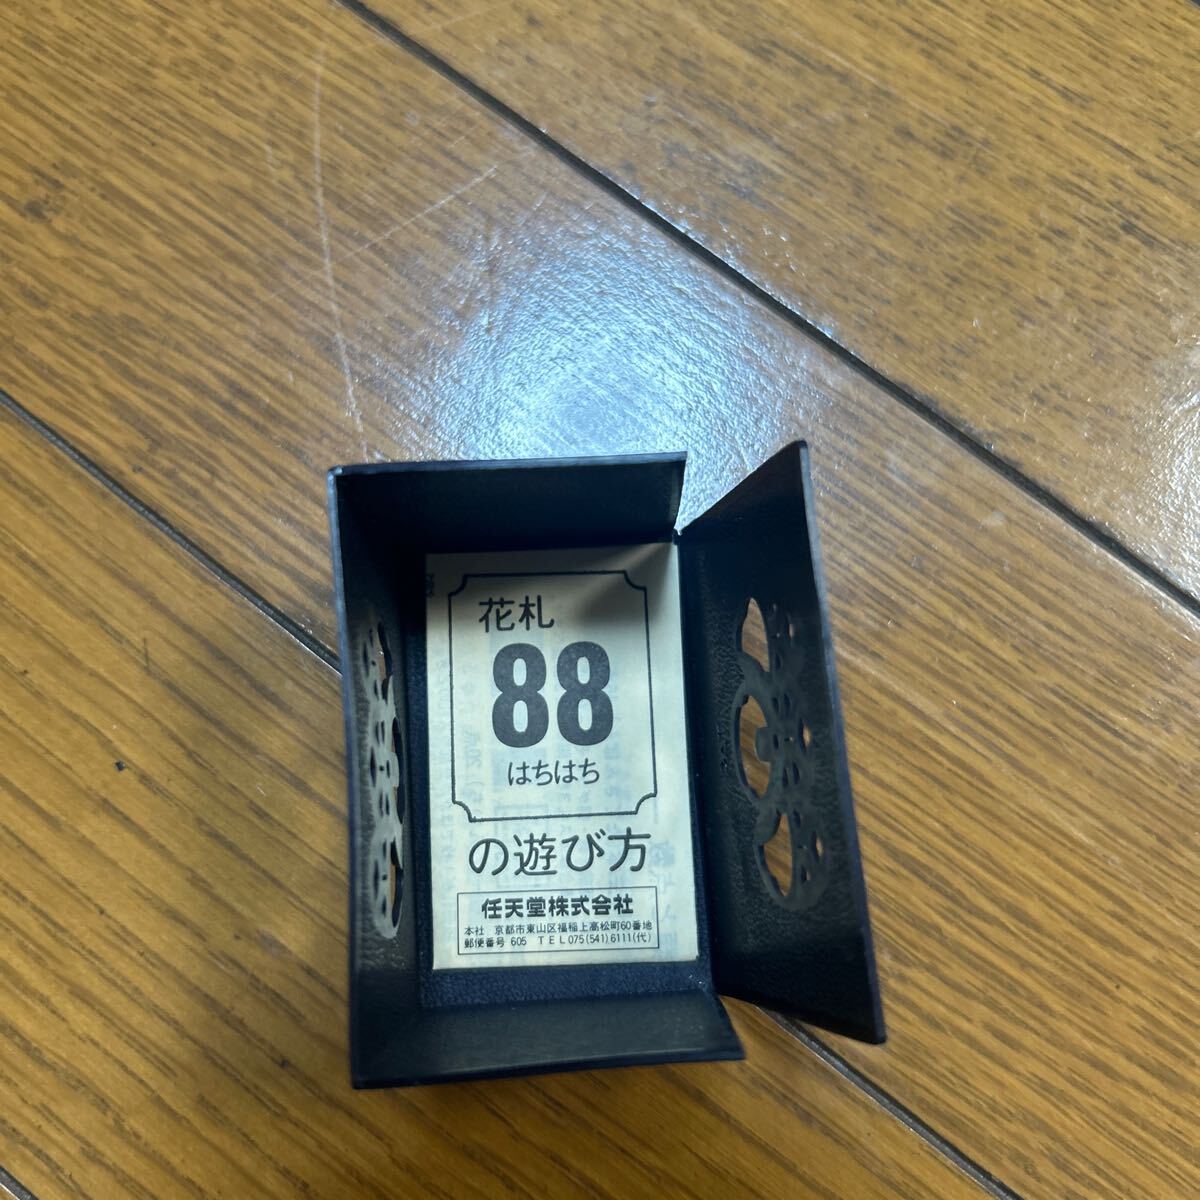 花札
88
はちはち
の遊び方
任天堂株式会社
本社 京都市東山区福稲上高松町60番地
郵便番号 605 TEL 075(541)6111(代)